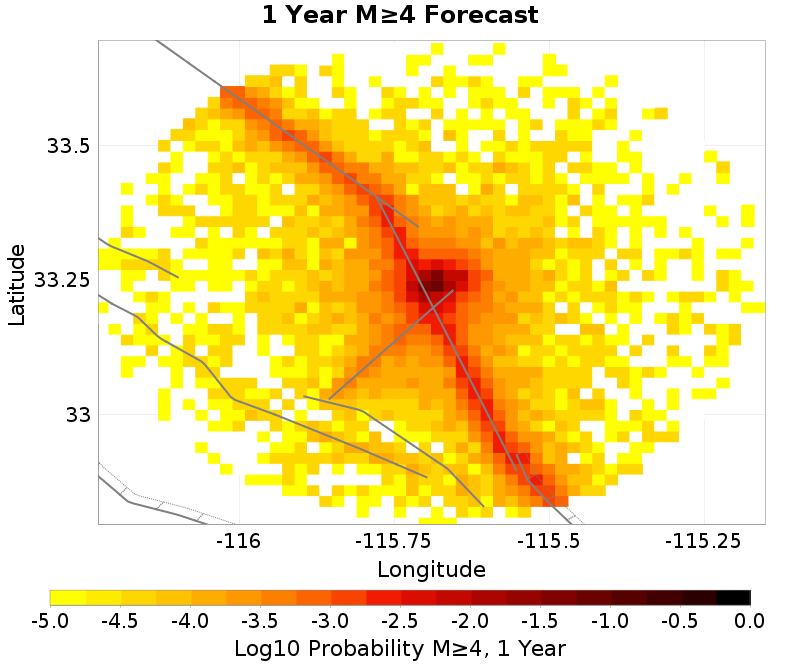 1 Year M≥4 Forecast
Latitude
33.5
33.25
33
-116
-115.75
-115.5
-115.25
Longitude
-5.0 -4.5 -4.0 -3.5 -3.0 -2.5 -2.0 -1.5 -1.0 -0.5 0.0
Log10 Probability M≥4, 1 Year